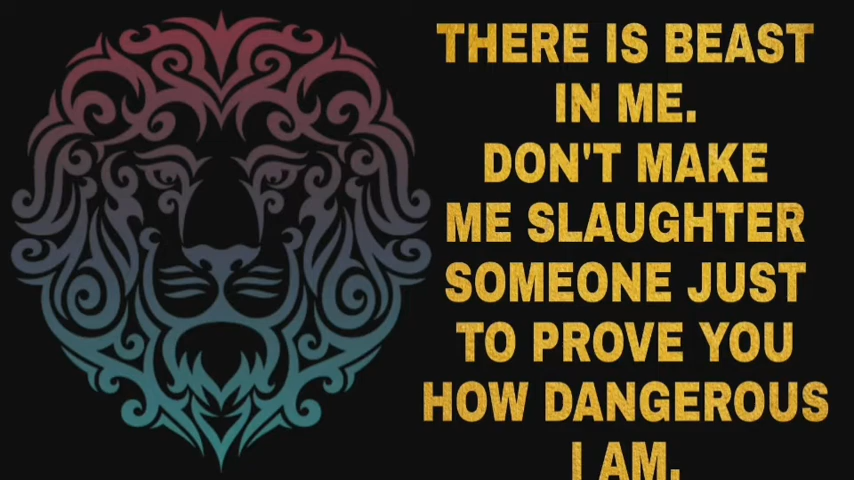 THERE IS BEAST
IN ME.
DON'T MAKE
ME SLAUGHTER
SOMEONE JUST
TO PROVE YOU
HOW DANGEROUS
I AM.